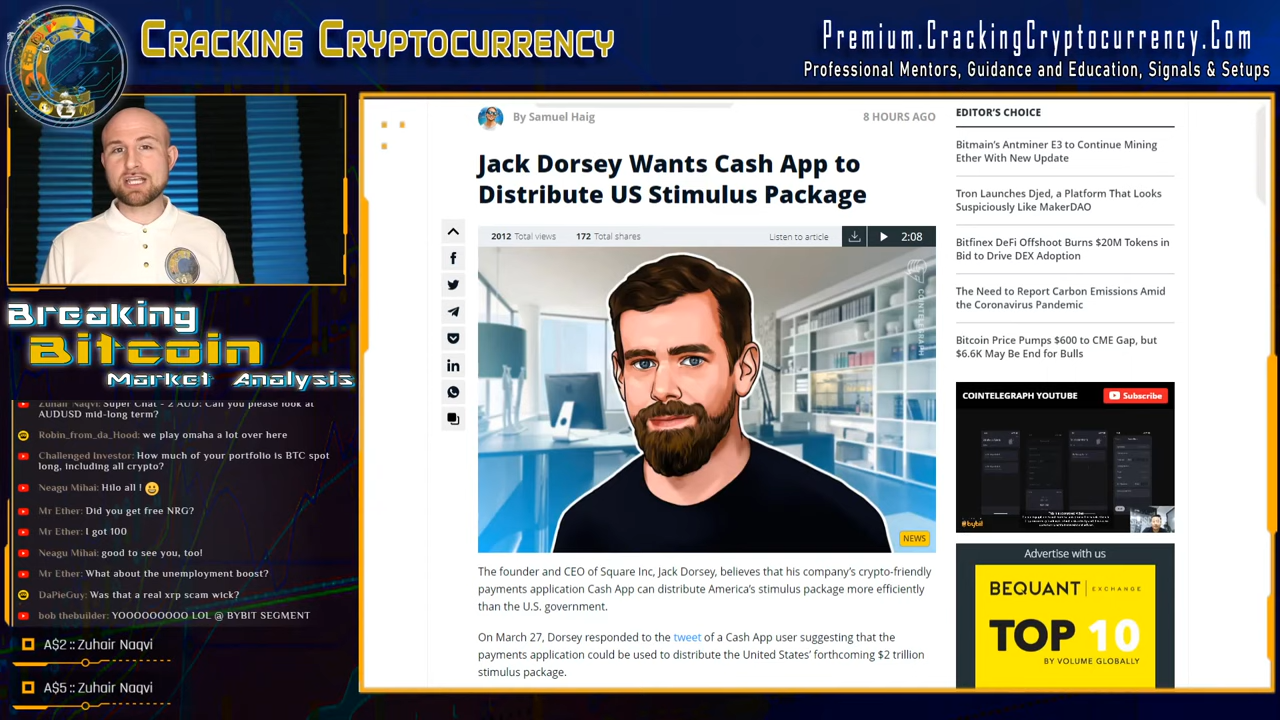 Cracking Cryptocurrency
Premium.CrackingCryptocurrency.Com
Professional Mentors, Guidance and Education, Signals & Setups
By Samuel Haig
8 HOURS AGO
Jack Dorsey Wants Cash App to
Distribute US Stimulus Package
2012 Total views
172 Total shares
Listen to article
2:08
COINTELEGRAPH
NEWS
The founder and CEO of Square Inc, Jack Dorsey, believes that his company's crypto-friendly
payments application Cash App can distribute America's stimulus package more efficiently
than the U.S. government.
On March 27, Dorsey responded to the tweet of a Cash App user suggesting that the
payments application could be used to distribute the United States' forthcoming $2 trillion
stimulus package.
EDITOR'S CHOICE
Bitmain's Antminer E3 to Continue Mining
Ether With New Update
Tron Launches Djed, a Platform That Looks
Suspiciously Like MakerDAO
Bitfinex DeFi Offshoot Burns $20M Tokens in
Bid to Drive DEX Adoption
The Need to Report Carbon Emissions Amid
the Coronavirus Pandemic
Bitcoin Price Pumps $600 to CME Gap, but
$6.6K May Be End for Bulls
COINTELEGRAPH YOUTUBE
Subscribe
bybit
Advertise with us
BEQUANT EXCHANGE
TOP 10
BY VOLUME GLOBALLY
Breaking
Bitcoin
Market Analysis
Zuhair Naqvi: Super Chat - 2 AUD: Can you please look at
AUDUSD mid-long term?
Robin_from_da_Hood: we play omaha a lot over here
Challenged Investor: How much of your portfolio is BTC spot
long, including all crypto?
Neagu Mihai: Hilo all !
Mr Ether: Did you get free NRG?
Mr Ether: I got 100
Neagu Mihai: good to see you, too!
Mr Ether: What about the unemployment boost?
DaPieGuy: Was that a real xrp scam wick?
bob thebuilder: YOOOOOOOOO LOL @ BYBIT SEGMENT
A$2 :: Zuhair Naqvi
A$5 :: Zuhair Naqvi